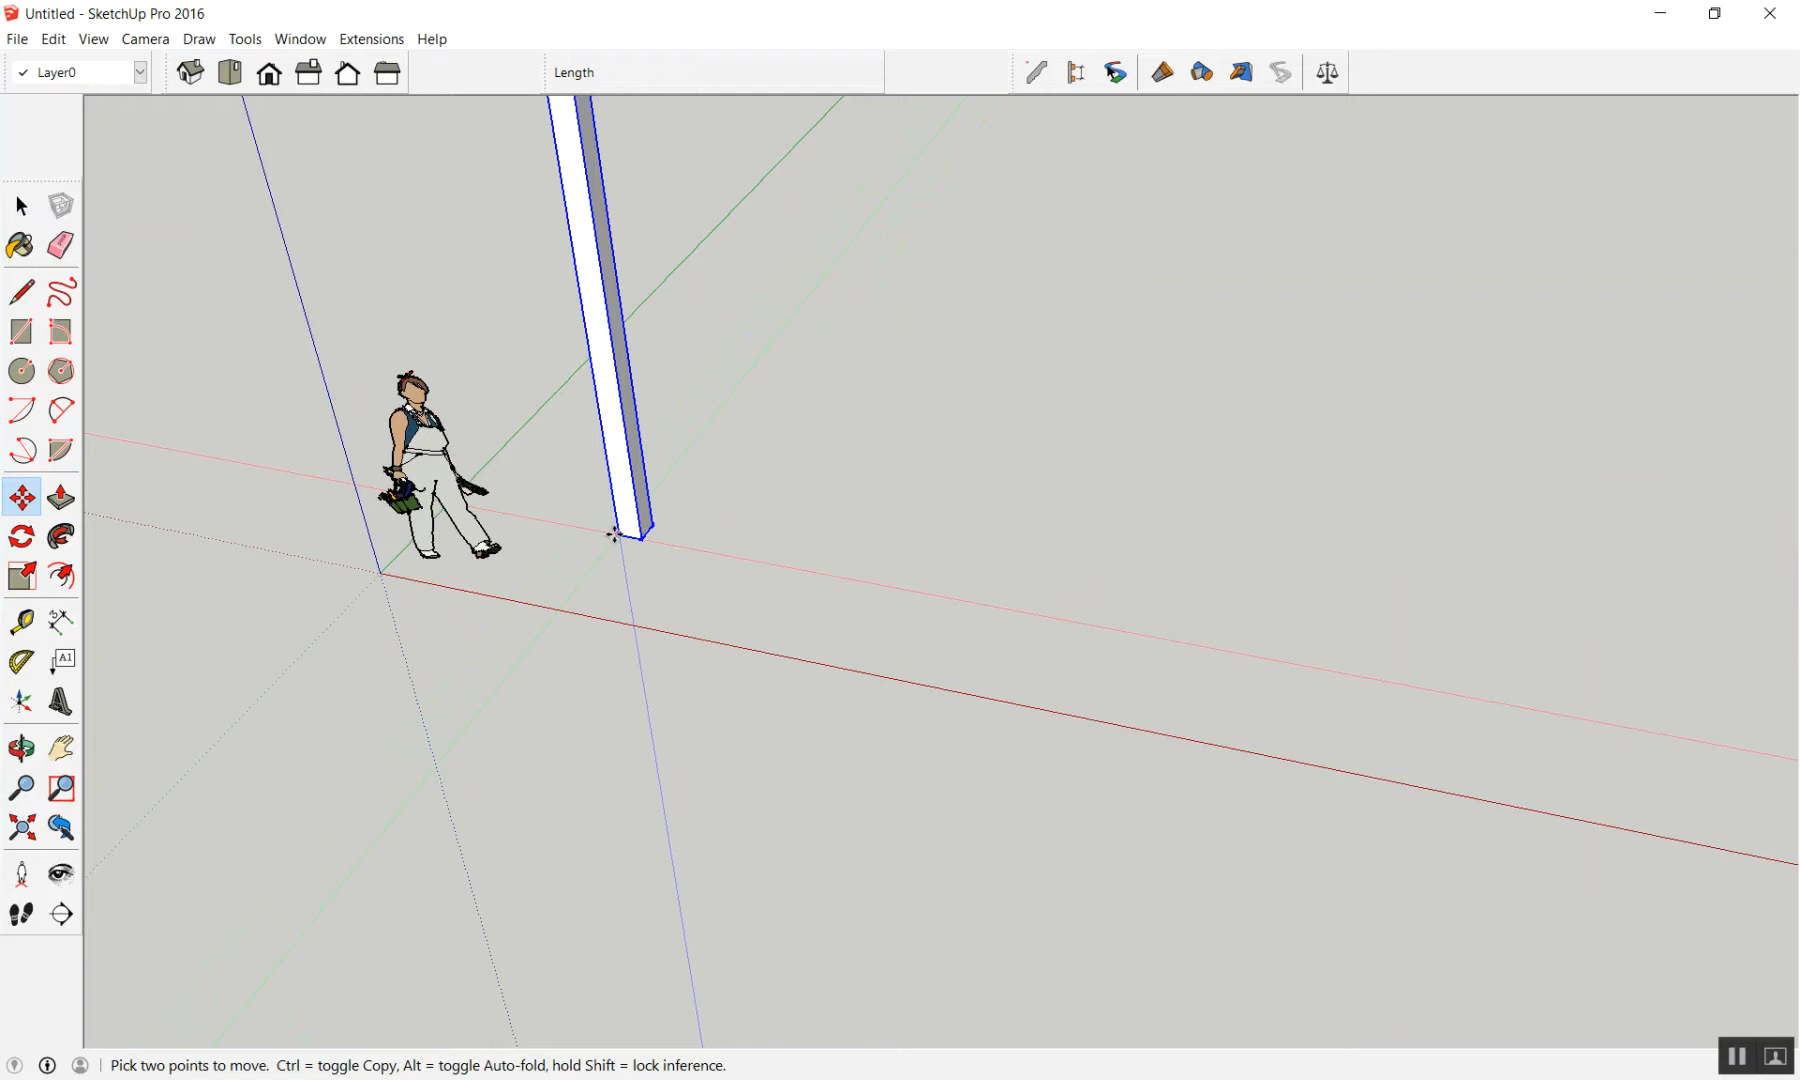 Untitled - SketchUp Pro 2016
File Edit View Camera Draw Tools Window Extensions Help
Layer0
Length
A1
Pick two points to move. Ctrl = toggle Copy, Alt = toggle Auto-fold, hold Shift = lock inference.